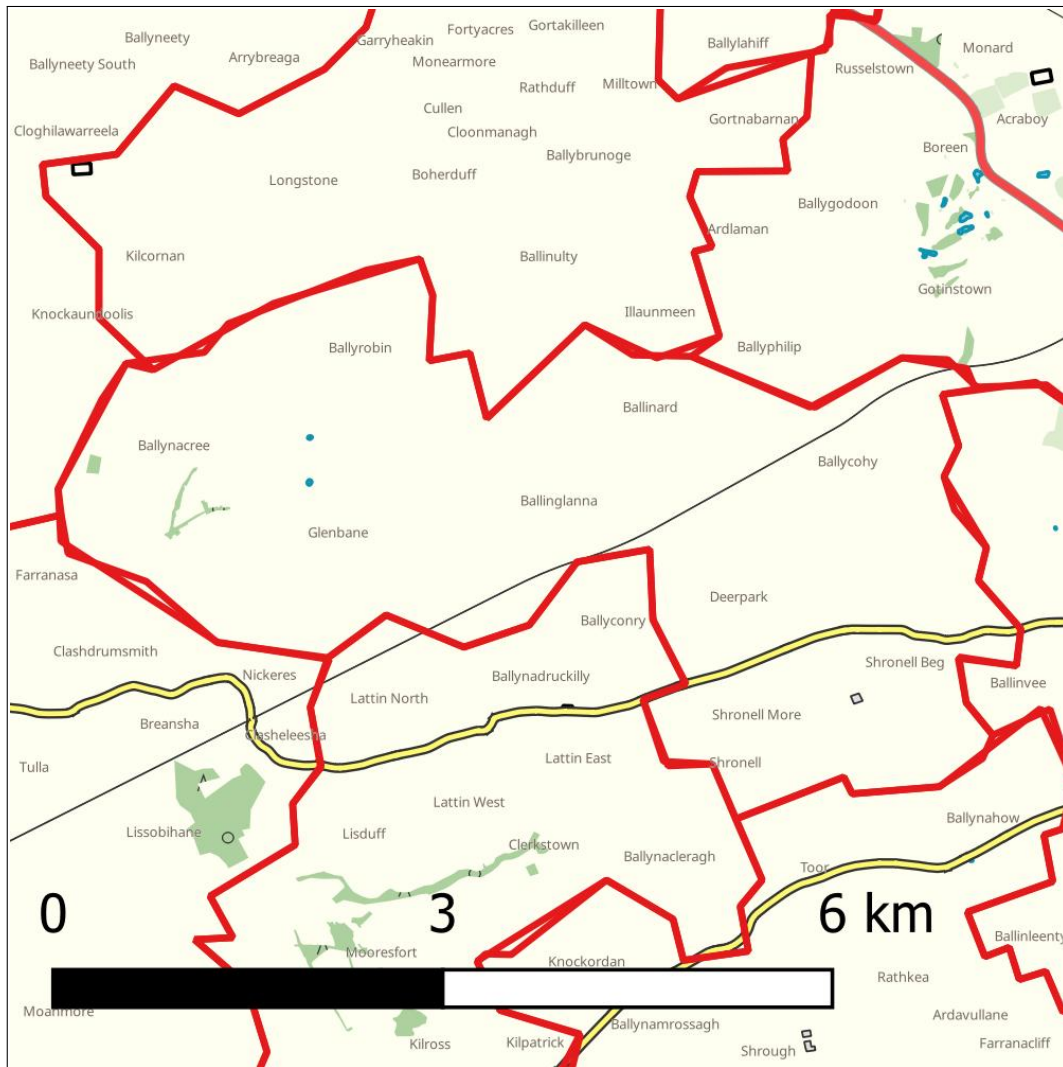 Fortyacres
Gortakilleen
Ballyneety
Garryheakin
Ballylahiff
Monard
Arrybreaga
Monearmore
Ballyneety South
Russelstown
Rathduff
Milltown
Cullen
Gortnabarnan
Acraboy
Cloghilawarreela
Cloonmanagh
Boreen
Ballybrunoge
Boherduff
Longstone
Ballygodoon
Ardlaman
Kilcornan
Ballinulty
Gotinstown
Knockaundoolis
Illaunmeen
Ballyrobin
Ballyphilip
Ballinard
Ballynacree
Ballycohy
Ballinglanna
Glenbane
Farranasa
Deerpark
Ballyconry
Clashdrumsmith
Shronell Beg
Nickeres
Ballynadruckilly
Ballinvee
Lattin North
Shronell More
Breansha
Clasheleesha
Lattin East
Shronell
Tulla
Lattin West
Ballynahow
Lissobihane
Lisduff
Clerkstown
Ballynacleragh
Toor
0 3 6 km
Ballinleenty
Mooresfort
Knockordan
Rathkea
Moanmore
Ardavullane
Ballynamrossagh
Kilross
Kilpatrick
Shrough
Farranacliff